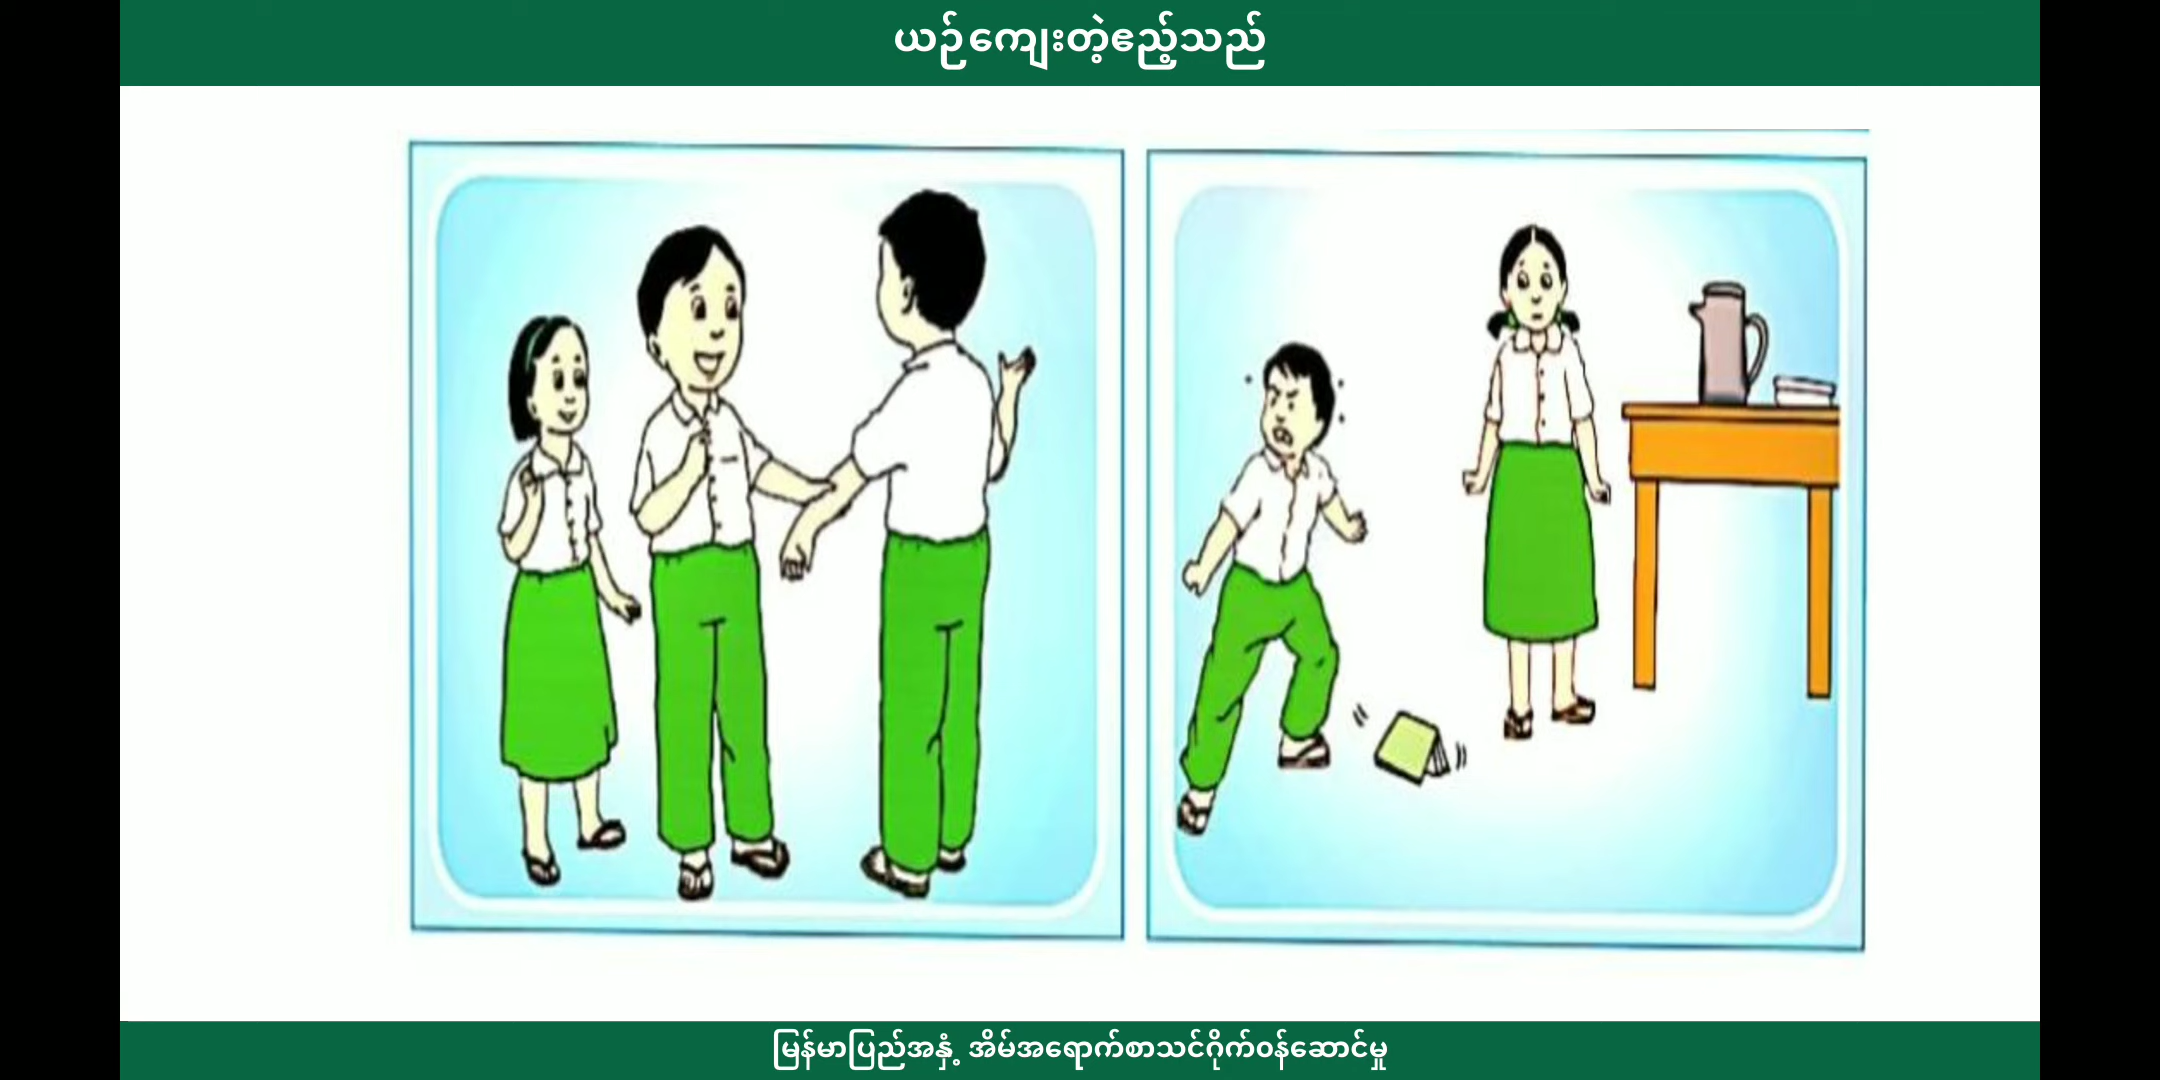 ယဉ်ကျေးတဲ့ဧည့်သည်
မြန်မာပြည်အနှံ့ အိမ်အရောက်စာသင်ဂိုက်ဝန်ဆောင်မှု